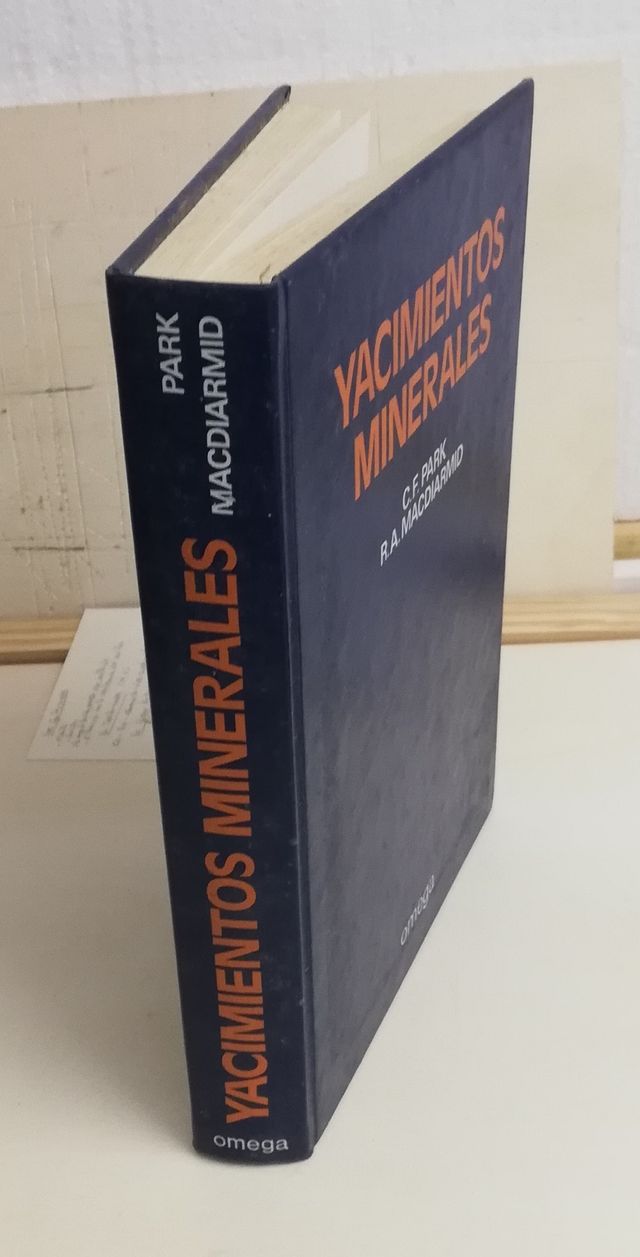 PARK
MACDIARMID
YACIMIENTOS MINERALES
omega
YACIMIENTOS
MINERALES
C.F. PARK
R.A. MACDIARMID
omega